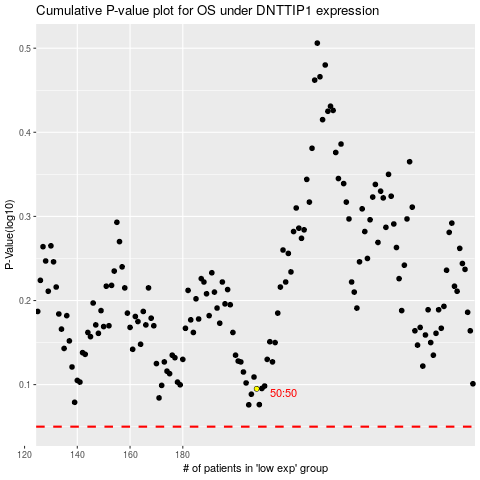 Cumulative P-value plot for OS under DNTTIP1 expression
P-Value(log10)
0.5
0.4
0.3
0.2
0.1
50:50
120 140 160 180
# of patients in 'low exp' group